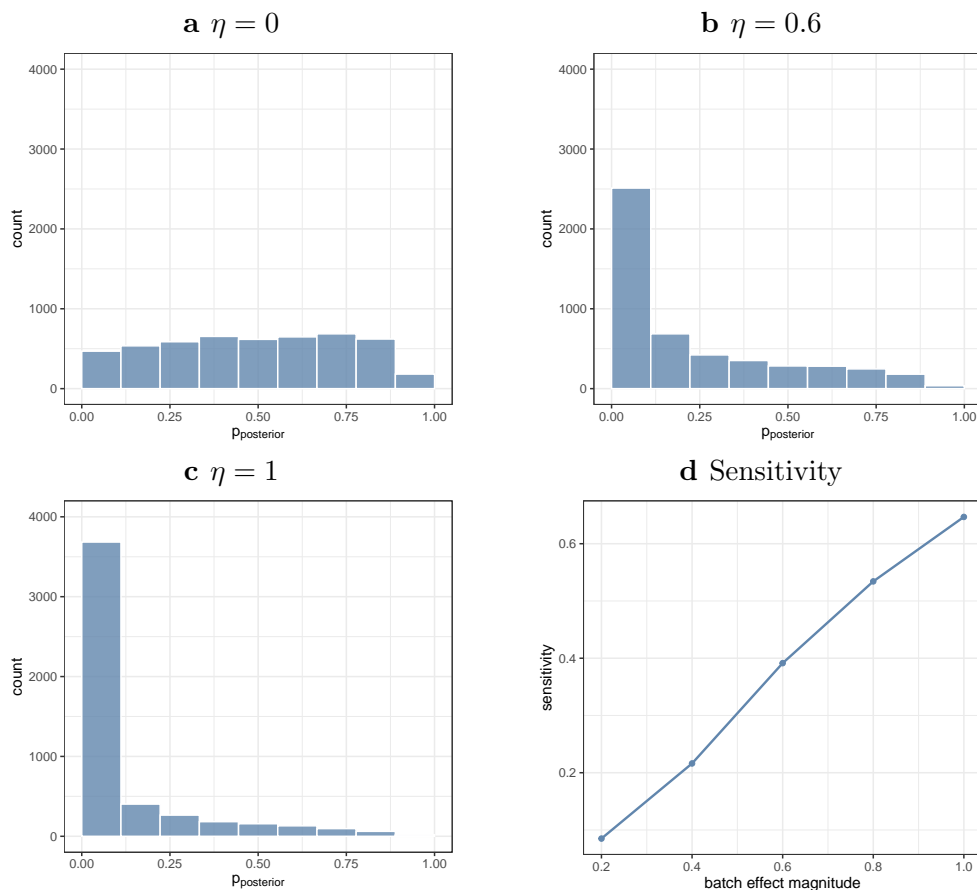 a η = 0
4000
3000
2000
1000
0
count
0.00 0.25 0.50 0.75 1.00
pposterior
b η = 0.6
4000
3000
2000
1000
0
count
0.00 0.25 0.50 0.75 1.00
pposterior
c η = 1
4000
3000
2000
1000
0
count
0.00 0.25 0.50 0.75 1.00
pposterior
d Sensitivity
0.6
0.4
0.2
sensitivity
0.2 0.4 0.6 0.8 1.0
batch effect magnitude